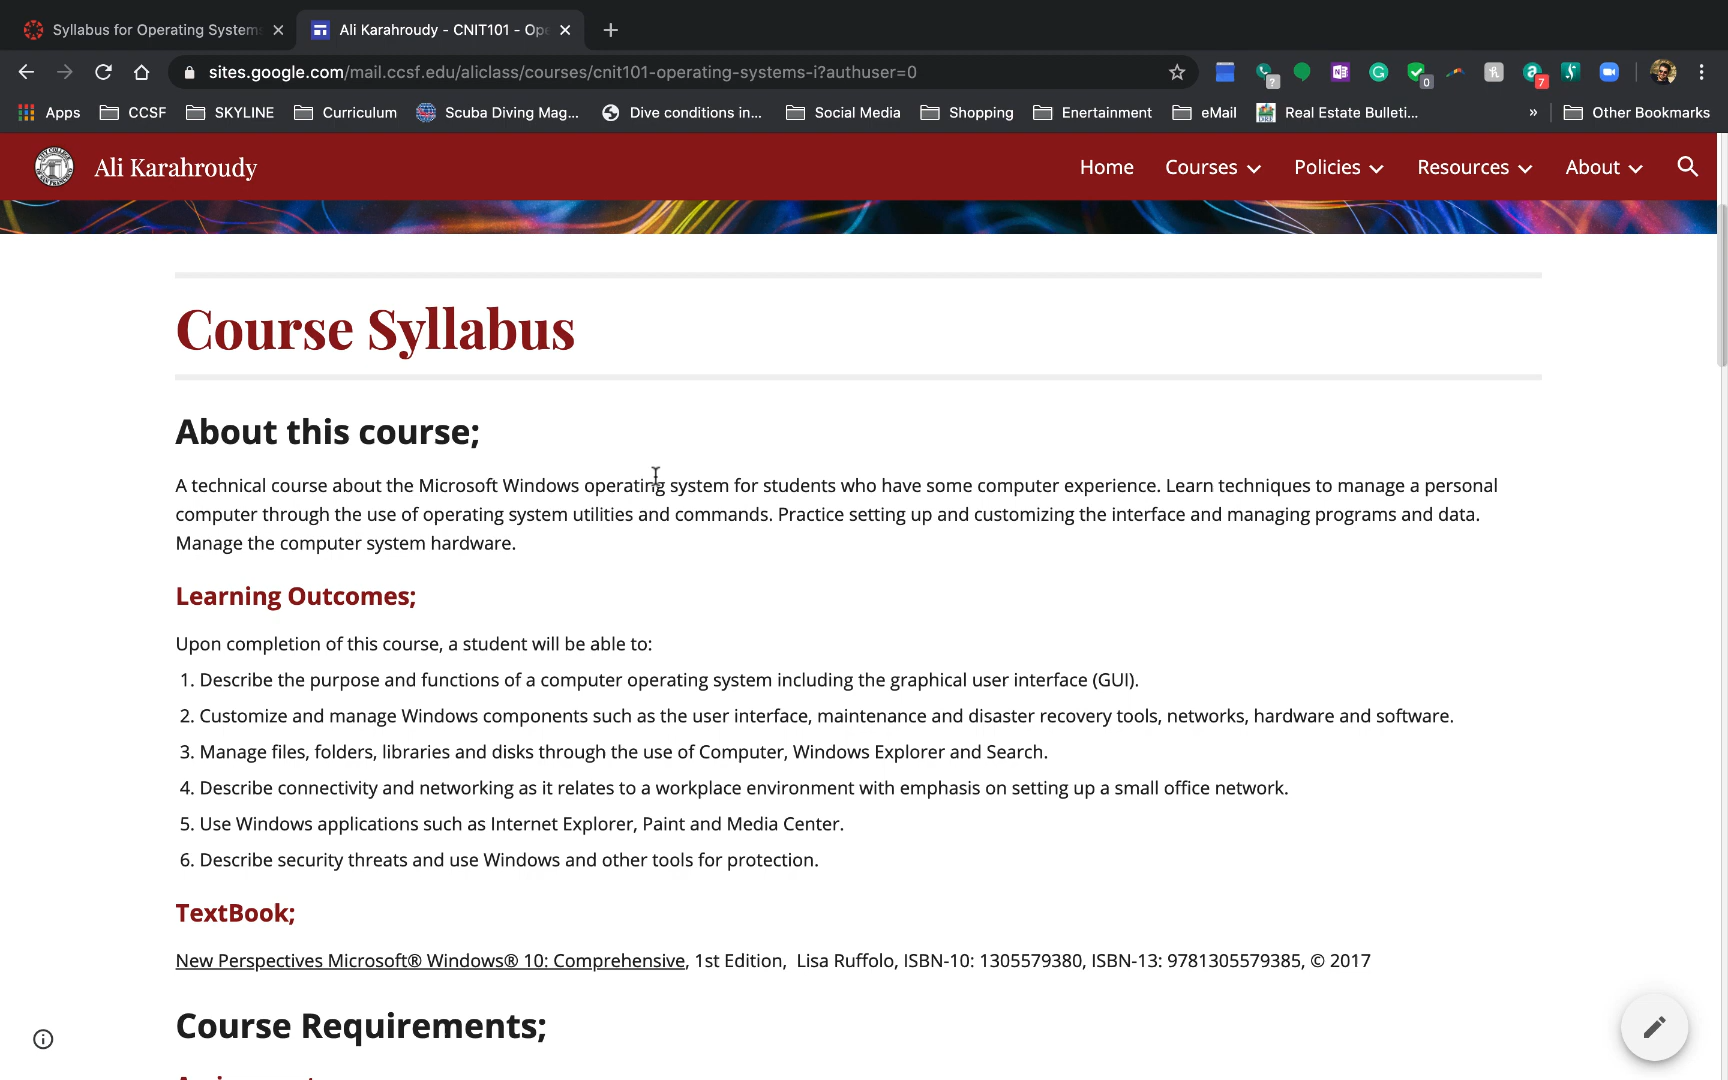 Syllabus for Operating System
Ali Karahroudy - CNIT101 - Ope
sites.google.com/mail.ccsf.edu/aliclass/courses/cnit101-operating-systems-i?authuser=0
Apps CCSF SKYLINE Curriculum Scuba Diving Mag... Dive conditions in... Social Media Shopping Enertainment eMail Real Estate Bulleti... » Other Bookmarks
Ali Karahroudy Home Courses Policies Resources About
Course Syllabus
About this course;
A technical course about the Microsoft Windows operating system for students who have some computer experience. Learn techniques to manage a personal
computer through the use of operating system utilities and commands. Practice setting up and customizing the interface and managing programs and data.
Manage the computer system hardware.
Learning Outcomes;
Upon completion of this course, a student will be able to:
1. Describe the purpose and functions of a computer operating system including the graphical user interface (GUI).
2. Customize and manage Windows components such as the user interface, maintenance and disaster recovery tools, networks, hardware and software.
3. Manage files, folders, libraries and disks through the use of Computer, Windows Explorer and Search.
4. Describe connectivity and networking as it relates to a workplace environment with emphasis on setting up a small office network.
5. Use Windows applications such as Internet Explorer, Paint and Media Center.
6. Describe security threats and use Windows and other tools for protection.
TextBook;
New Perspectives Microsoft® Windows® 10: Comprehensive, 1st Edition, Lisa Ruffolo, ISBN-10: 1305579380, ISBN-13: 9781305579385, © 2017
Course Requirements;